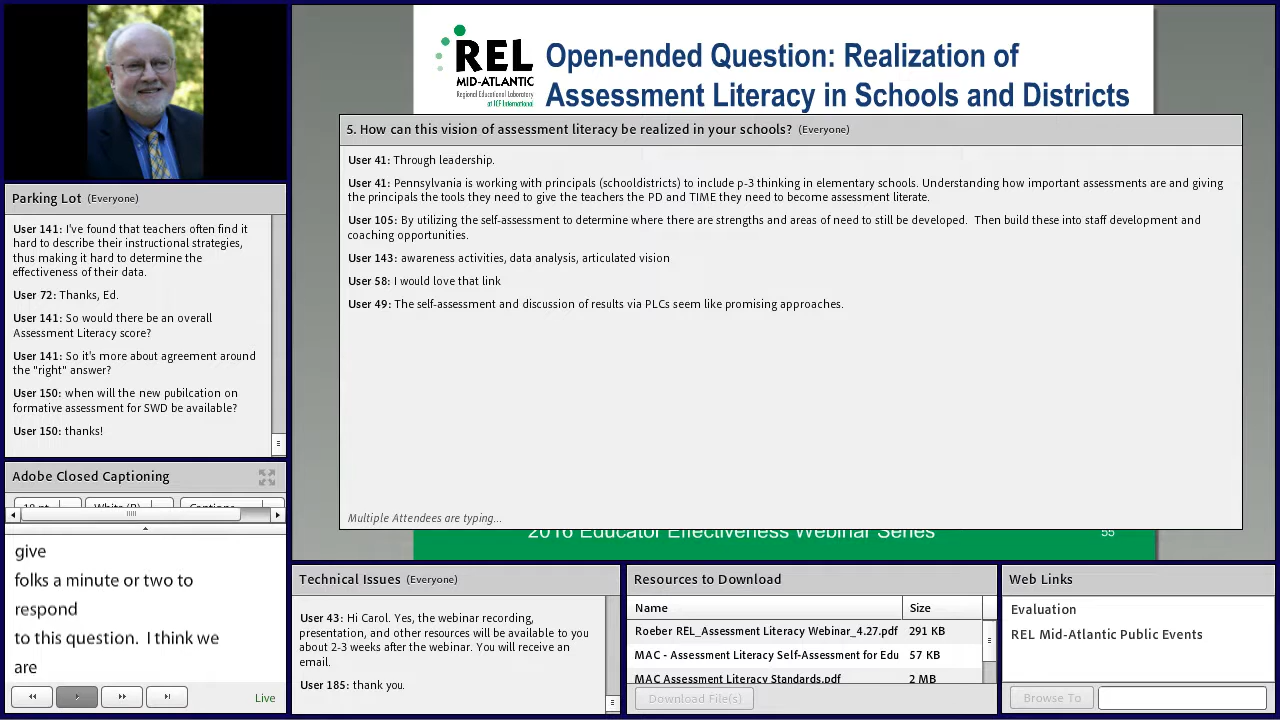 REL
MID-ATLANTIC
Regional Educational Laboratory
at ICF International
Open-ended Question: Realization of
Assessment Literacy in Schools and Districts
5. How can this vision of assessment literacy be realized in your schools? (Everyone)
User 41: Through leadership.
User 41: Pennsylvania is working with principals (schooldistricts) to include p-3 thinking in elementary schools. Understanding how important assessments are and giving
the principals the tools they need to give the teachers the PD and TIME they need to become assessment literate.
User 105: By utilizing the self-assessment to determine where there are strengths and areas of need to still be developed. Then build these into staff development and
coaching opportunities.
User 143: awareness activities, data analysis, articulated vision
User 58: I would love that link
User 49: The self-assessment and discussion of results via PLCs seem like promising approaches.
Multiple Attendees are typing...
2016 Educator Effectiveness Webinar Series
55
Parking Lot (Everyone)
User 141: I've found that teachers often find it
hard to describe their instructional strategies,
thus making it hard to determine the
effectiveness of their data.
User 72: Thanks, Ed.
User 141: So would there be an overall
Assessment Literacy score?
User 141: So it's more about agreement around
the "right" answer?
User 150: when will the new pubilcation on
formative assessment for SWD be available?
User 150: thanks!
Adobe Closed Captioning
18 pt
White (B)
Captions
give
folks a minute or two to
respond
to this question. I think we
are
Live
Technical Issues (Everyone)
User 43: Hi Carol. Yes, the webinar recording,
presentation, and other resources will be available to you
about 2-3 weeks after the webinar. You will receive an
email.
User 185: thank you.
Resources to Download
Name Size
Roeber REL_Assessment Literacy Webinar_4.27.pdf 291 KB
MAC - Assessment Literacy Self-Assessment for Edu 57 KB
MAC Assessment Literacy Standards.pdf 2 MB
Download File(s)
Web Links
Evaluation
REL Mid-Atlantic Public Events
Browse To